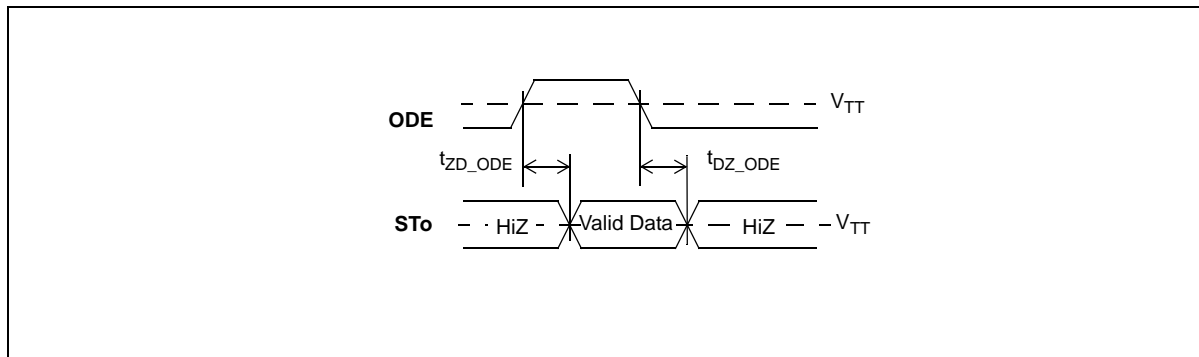 ODE
V_TT
t_ZD_ODE
t_DZ_ODE
STo
HiZ
Valid Data
HiZ
V_TT